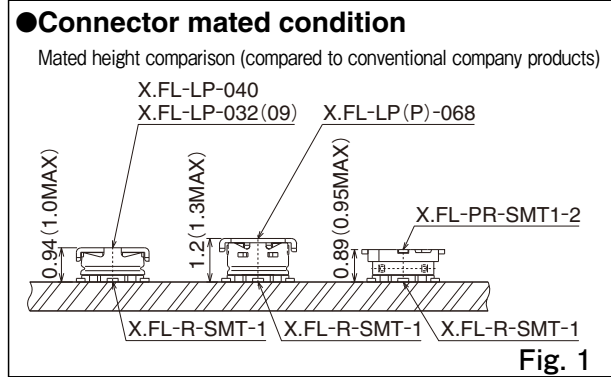 ●Connector mated condition
Mated height comparison (compared to conventional company products)
X.FL-LP-040
X.FL-LP-032(09)
X.FL-LP(P)-068
0.94(1.0MAX)
1.2(1.3MAX)
0.89(0.95MAX)
X.FL-PR-SMT1-2
X.FL-R-SMT-1
X.FL-R-SMT-1
X.FL-R-SMT-1
Fig. 1